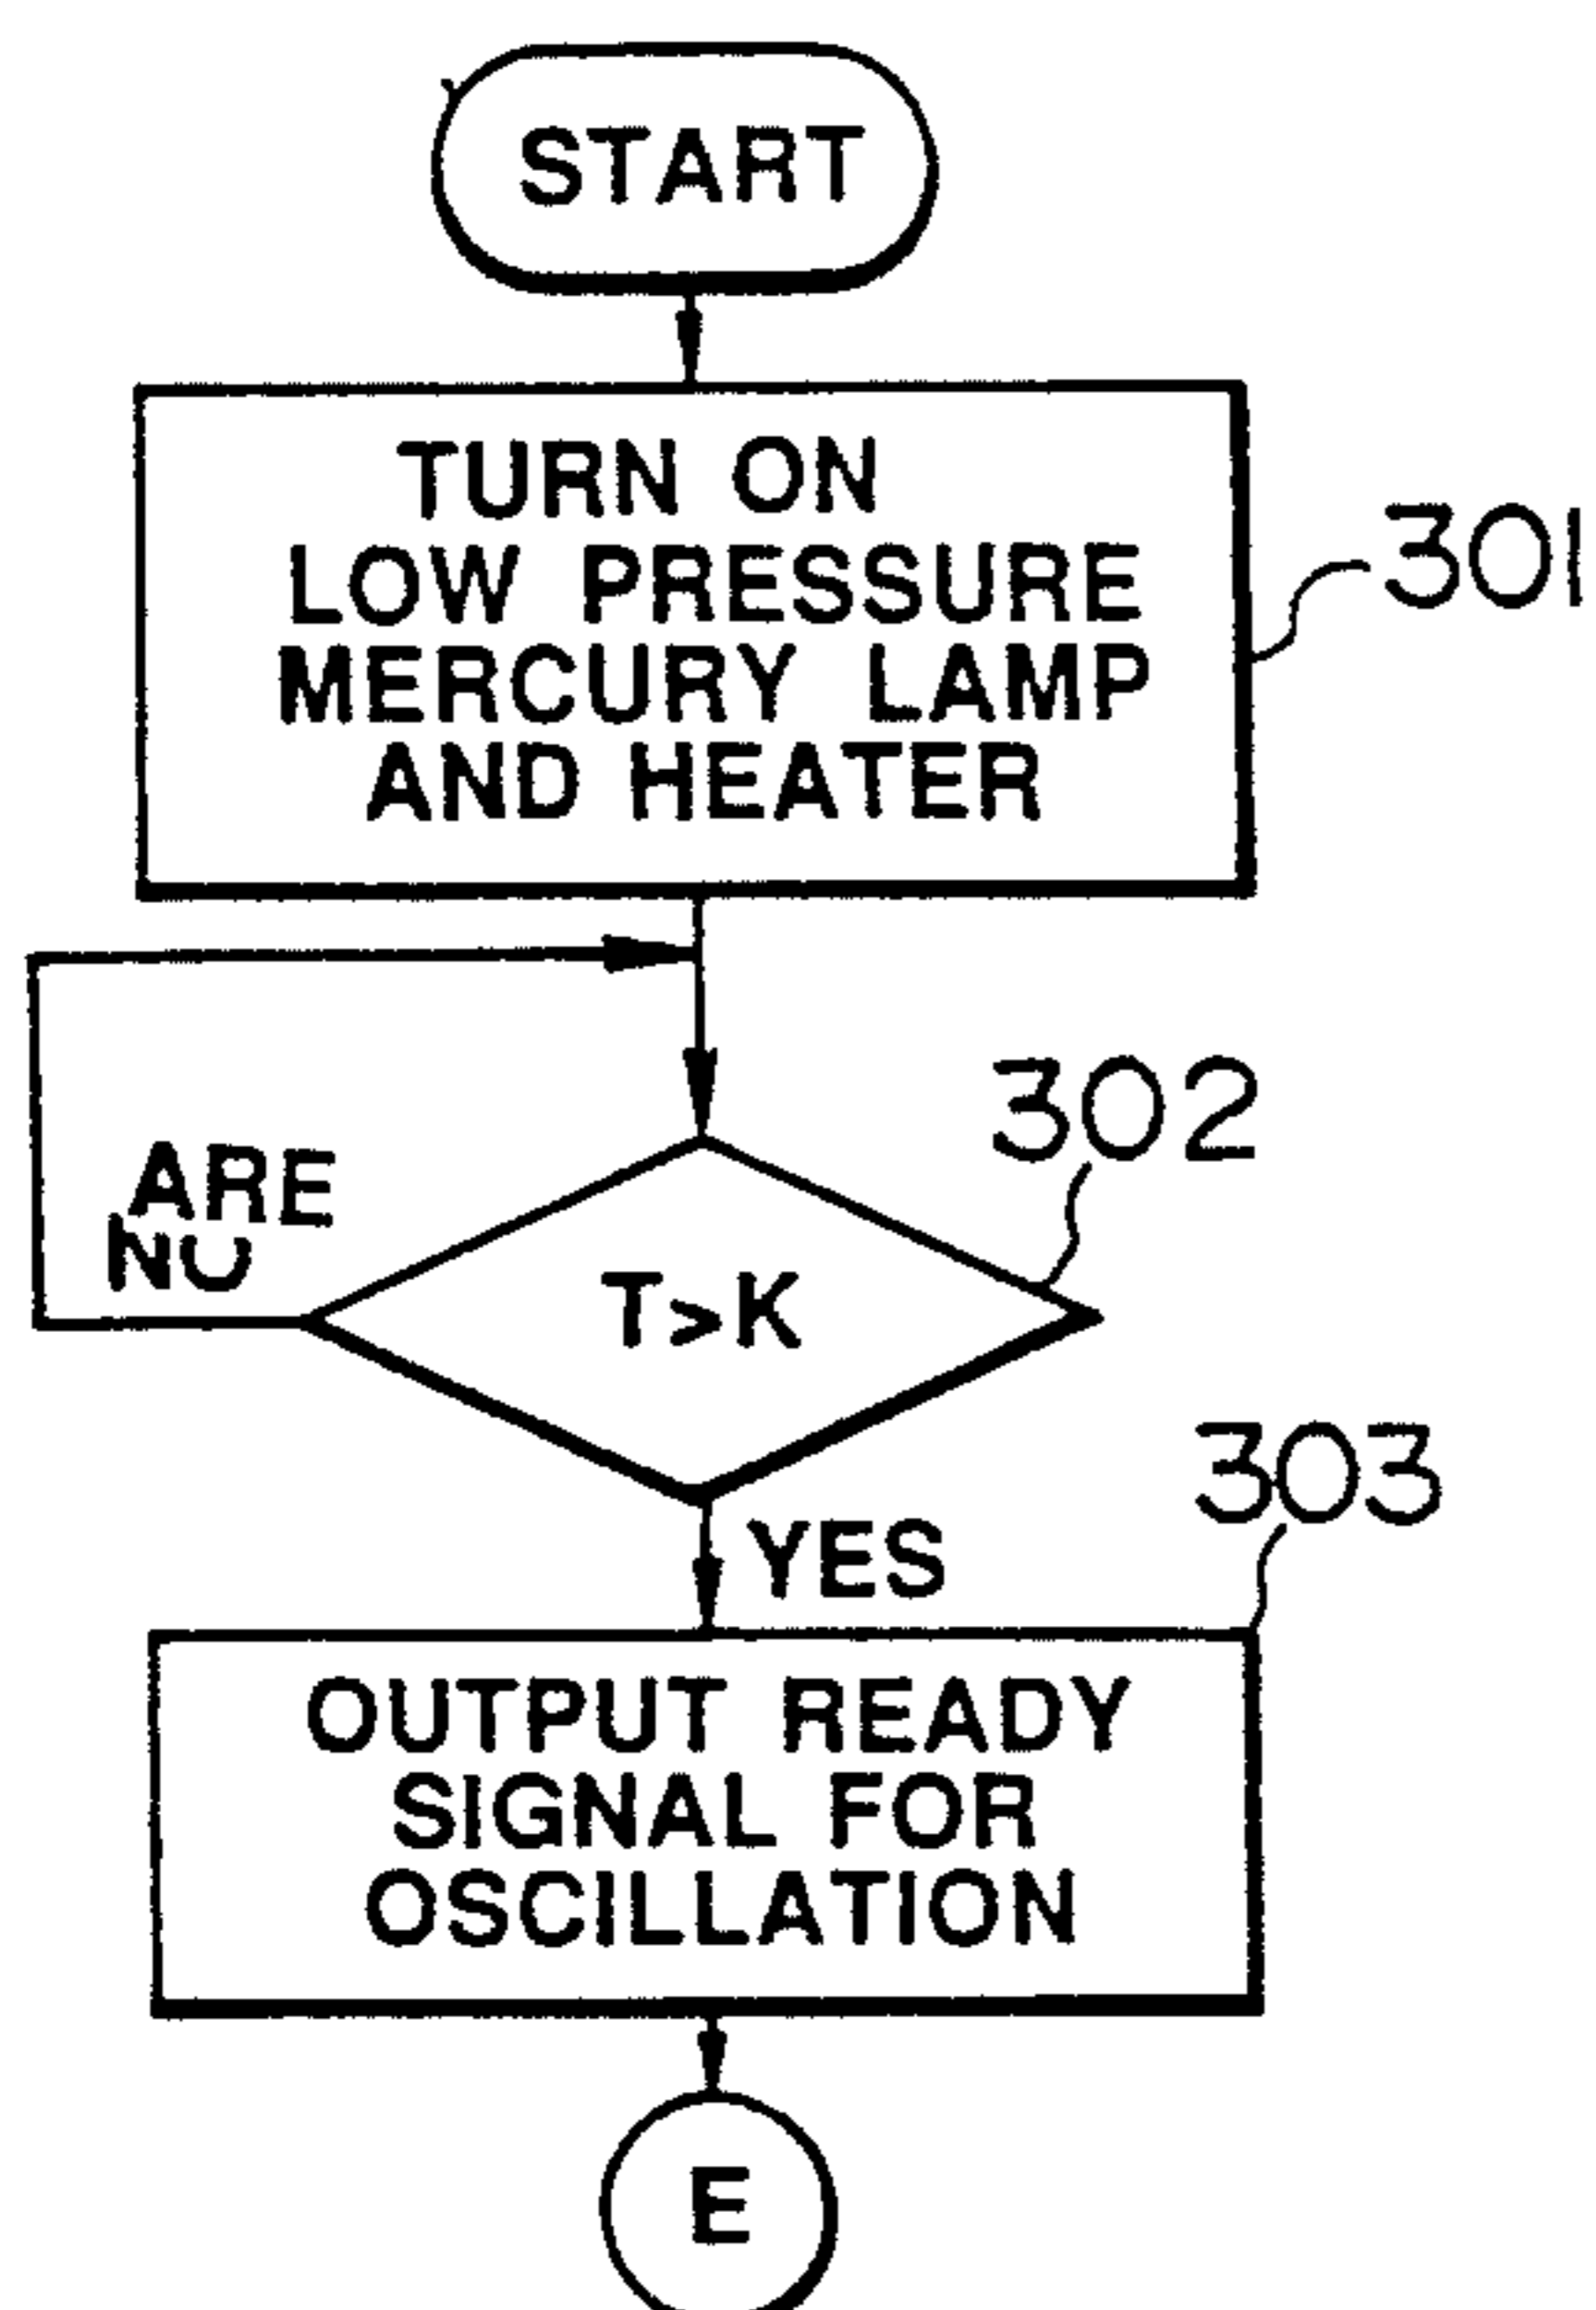 START
TURN ON
LOW PRESSURE
MERCURY LAMP
AND HEATER
301
302
ARE
NO
T>K
303
YES
OUTPUT READY
SIGNAL FOR
OSCILLATION
E